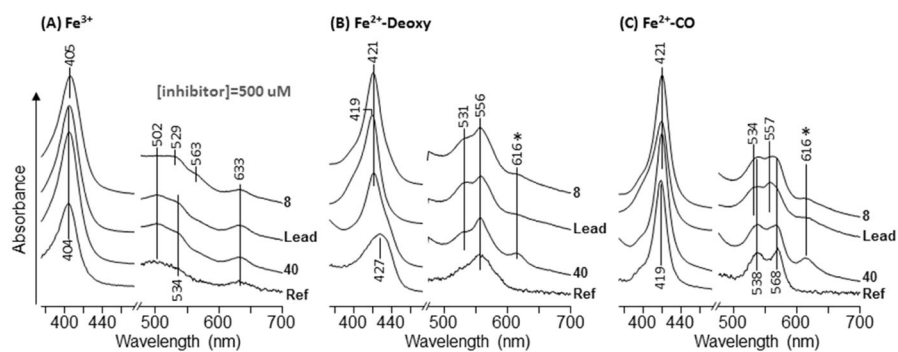 (A) Fe3+
(B) Fe2+-Deoxy
(C) Fe2+-CO
Absorbance
405
[inhibitor]=500 uM
502
529
563
633
404
534
8
Lead
40
Ref
400 440 500 600 700
Wavelength (nm)
421
419
531
556
616 *
427
8
Lead
40
Ref
400 440 500 600 700
Wavelength (nm)
421
534
557
616 *
419
538
568
8
Lead
40
Ref
400 440 500 600 700
Wavelength (nm)